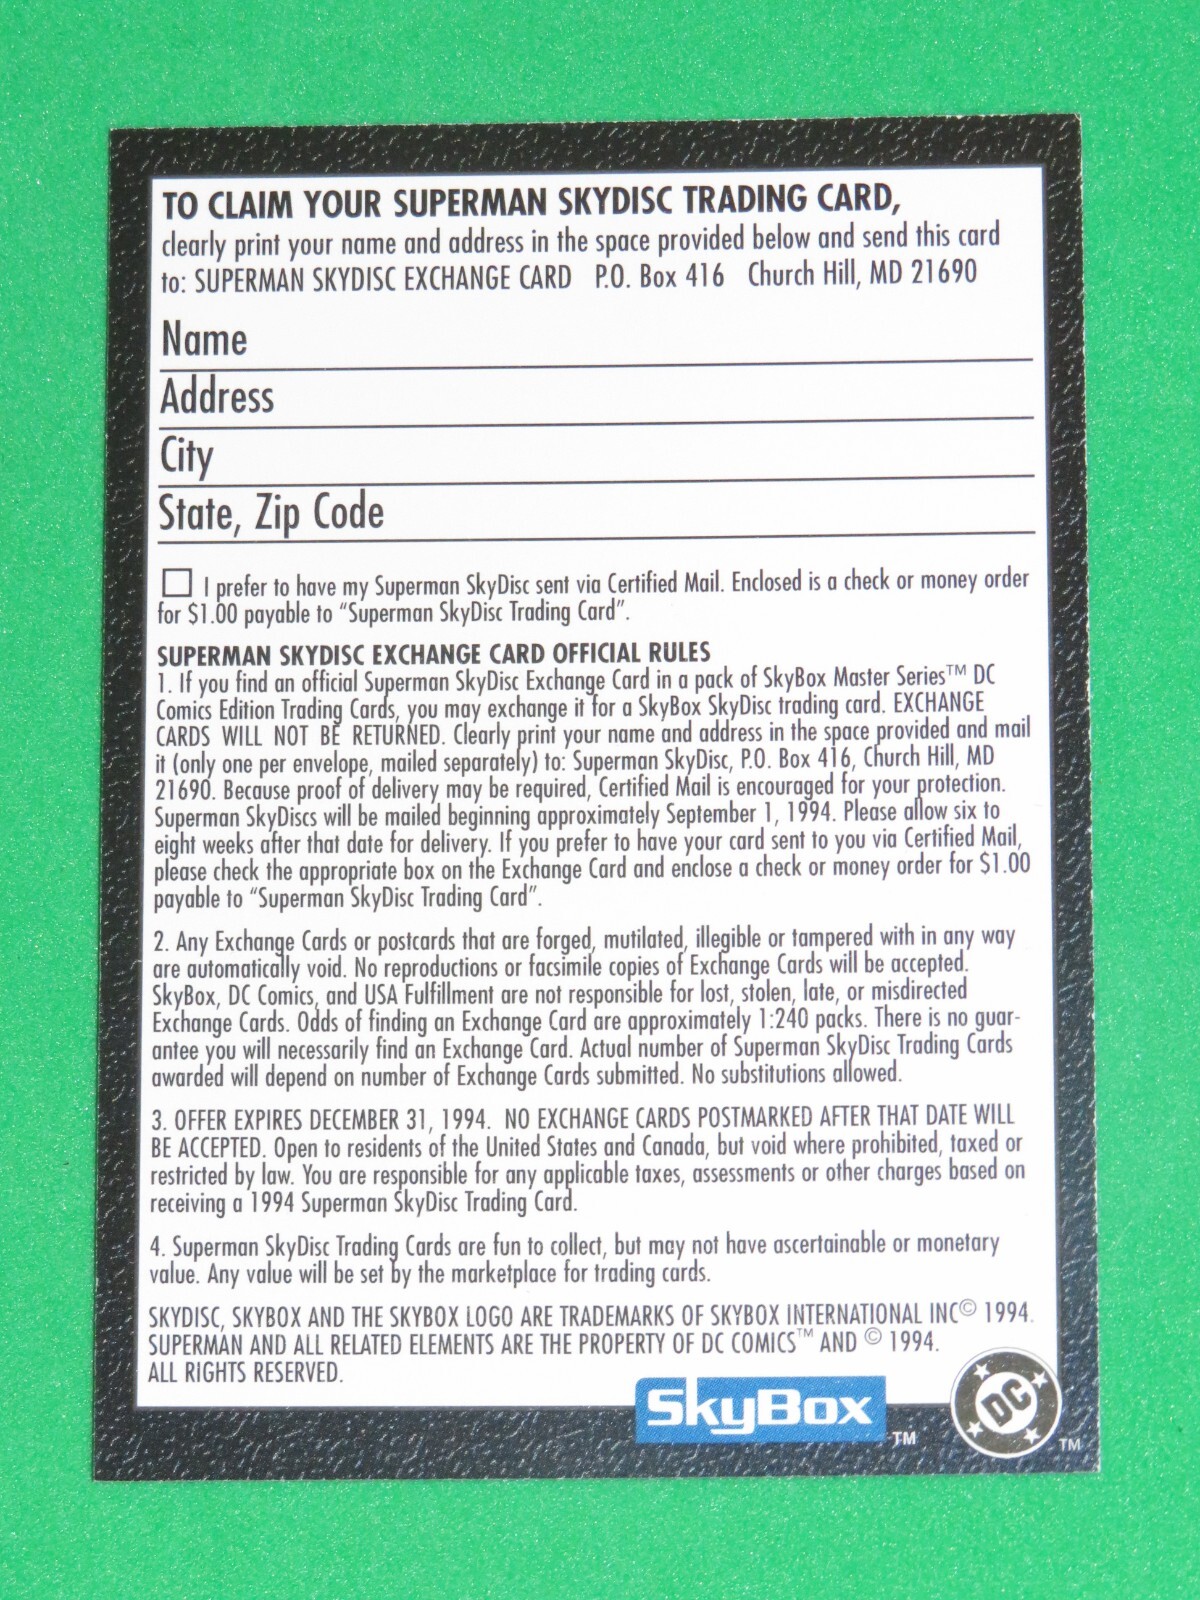 TO CLAIM YOUR SUPERMAN SKYDISC TRADING CARD,
clearly print your name and address in the space provided below and send this card
to: SUPERMAN SKYDISC EXCHANGE CARD P.O. Box 416 Church Hill, MD 21690
Name
Address
City
State, Zip Code
I prefer to have my Superman SkyDisc sent via Certified Mail. Enclosed is a check or money order
for $1.00 payable to “Superman SkyDisc Trading Card”.
SUPERMAN SKYDISC EXCHANGE CARD OFFICIAL RULES
1. If you find an official Superman SkyDisc Exchange Card in a pack of SkyBox Master Series™ DC
Comics Edition Trading Cards, you may exchange it for a SkyBox SkyDisc trading card. EXCHANGE
CARDS WILL NOT BE RETURNED. Clearly print your name and address in the space provided and mail
it (only one per envelope, mailed separately) to: Superman SkyDisc, P.O. Box 416, Church Hill, MD
21690. Because proof of delivery may be required, Certified Mail is encouraged for your protection.
Superman SkyDiscs will be mailed beginning approximately September 1, 1994. Please allow six to
eight weeks after that date for delivery. If you prefer to have your card sent to you via Certified Mail,
please check the appropriate box on the Exchange Card and enclose a check or money order for $1.00
payable to “Superman SkyDisc Trading Card”.
2. Any Exchange Cards or postcards that are forged, mutilated, illegible or tampered with in any way
are automatically void. No reproductions or facsimile copies of Exchange Cards will be accepted.
SkyBox, DC Comics, and USA Fulfillment are not responsible for lost, stolen, late, or misdirected
Exchange Cards. Odds of finding an Exchange Card are approximately 1:240 packs. There is no guar-
antee you will necessarily find an Exchange Card. Actual number of Superman SkyDisc Trading Cards
awarded will depend on number of Exchange Cards submitted. No substitutions allowed.
3. OFFER EXPIRES DECEMBER 31, 1994. NO EXCHANGE CARDS POSTMARKED AFTER THAT DATE WILL
BE ACCEPTED. Open to residents of the United States and Canada, but void where prohibited, taxed or
restricted by law. You are responsible for any applicable taxes, assessments or other charges based on
receiving a 1994 Superman SkyDisc Trading Card.
4. Superman SkyDisc Trading Cards are fun to collect, but may not have ascertainable or monetary
value. Any value will be set by the marketplace for trading cards.
SKYDISC, SKYBOX AND THE SKYBOX LOGO ARE TRADEMARKS OF SKYBOX INTERNATIONAL INC© 1994.
SUPERMAN AND ALL RELATED ELEMENTS ARE THE PROPERTY OF DC COMICS™ AND © 1994.
ALL RIGHTS RESERVED.
SkyBox™
DC™